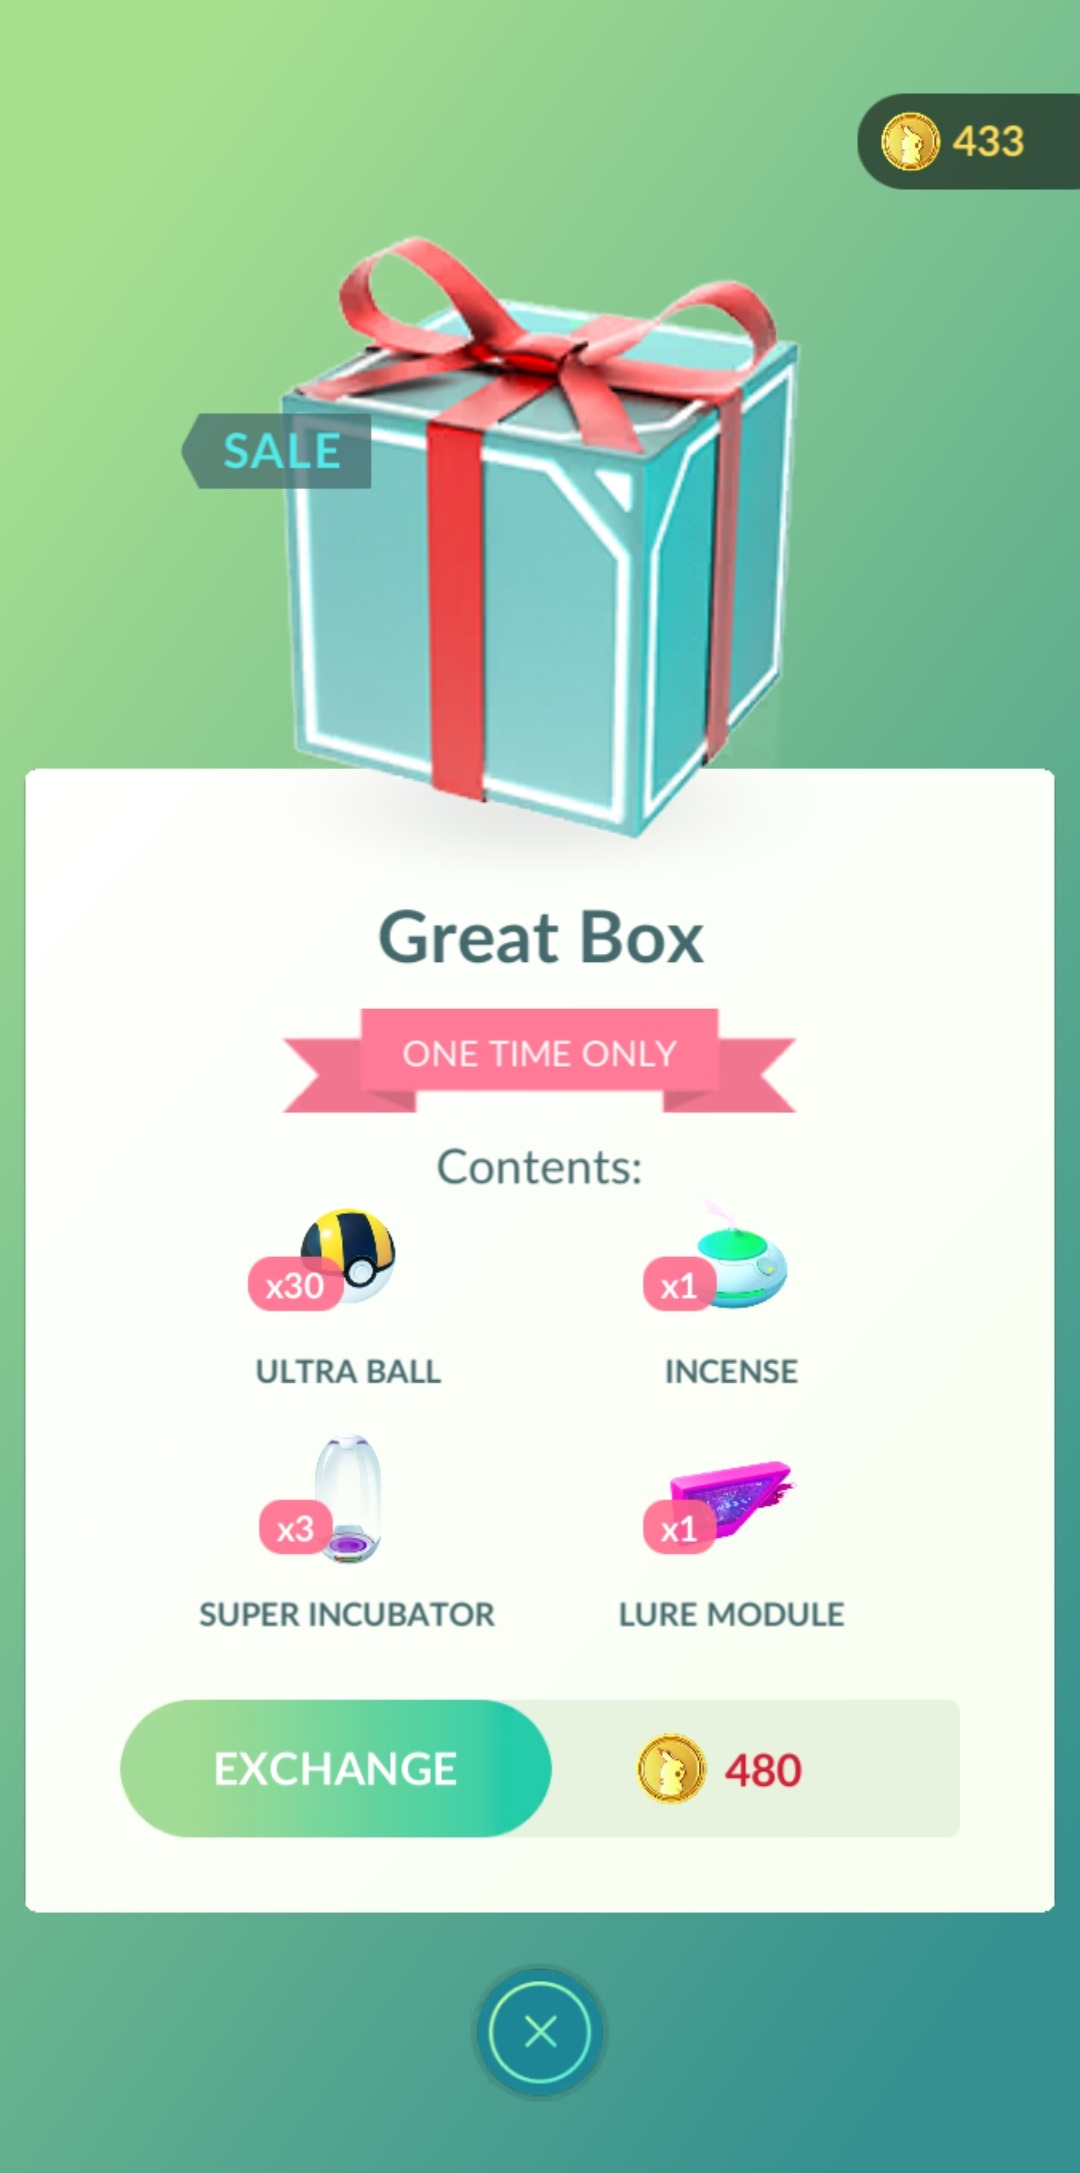 433
SALE
Great Box
ONE TIME ONLY
Contents:
x30
x1
ULTRA BALL
INCENSE
x3
x1
SUPER INCUBATOR
LURE MODULE
EXCHANGE
480